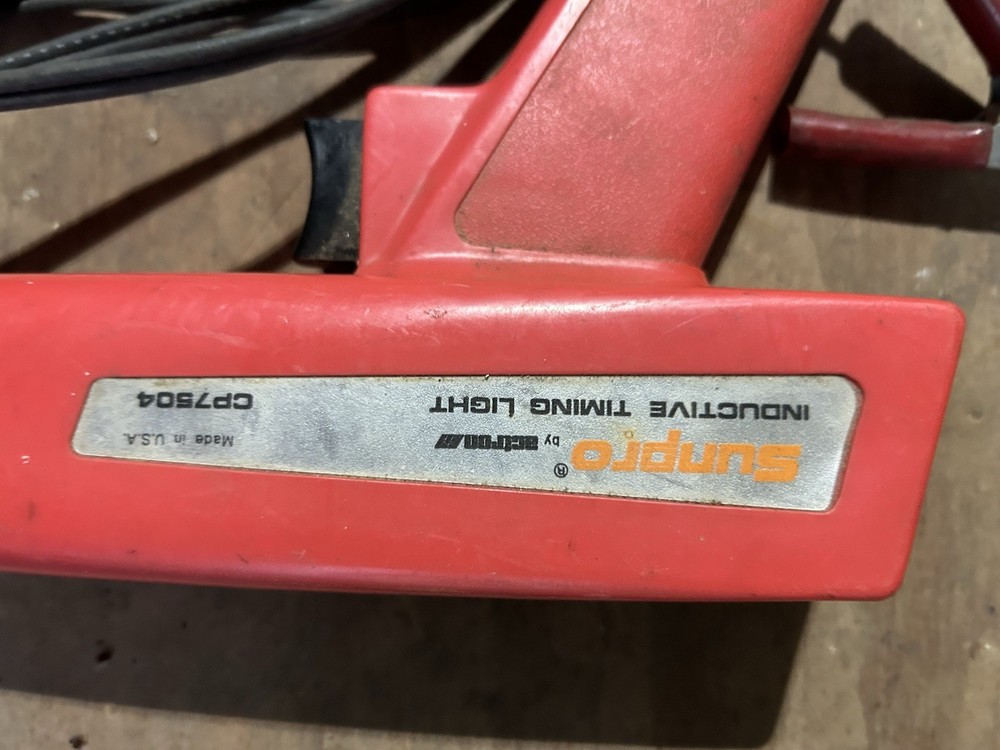 Sunpro® by actron
INDUCTIVE TIMING LIGHT
Made in U.S.A.
CP7504